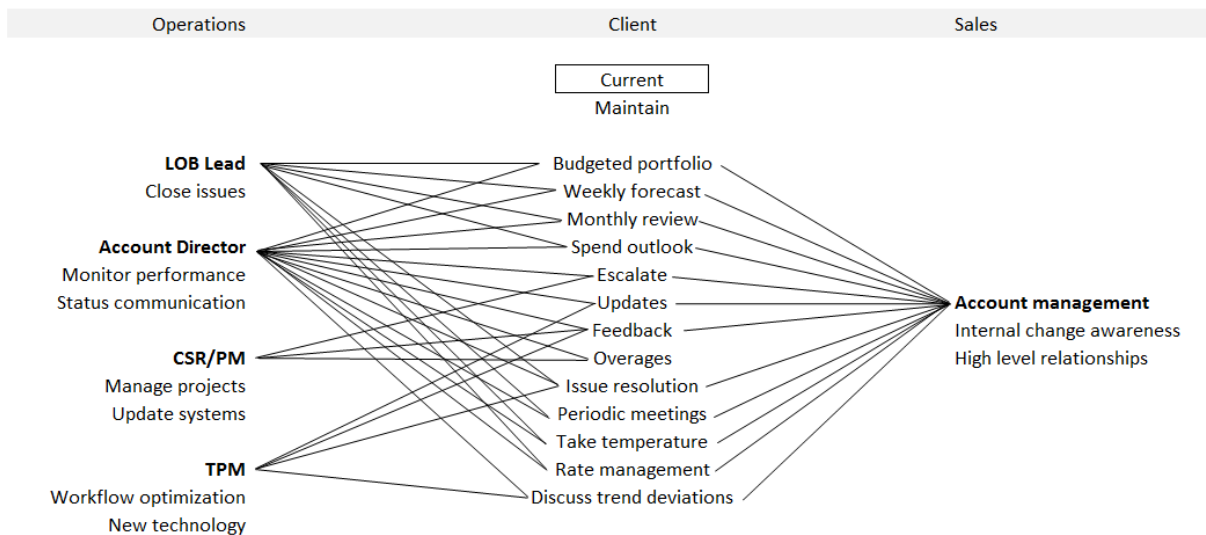 Operations
Client
Sales
Current
Maintain
LOB Lead
Close issues
Account Director
Monitor performance
Status communication
CSR/PM
Manage projects
Update systems
TPM
Workflow optimization
New technology
Budgeted portfolio
Weekly forecast
Monthly review
Spend outlook
Escalate
Updates
Feedback
Overages
Issue resolution
Periodic meetings
Take temperature
Rate management
Discuss trend deviations
Account management
Internal change awareness
High level relationships